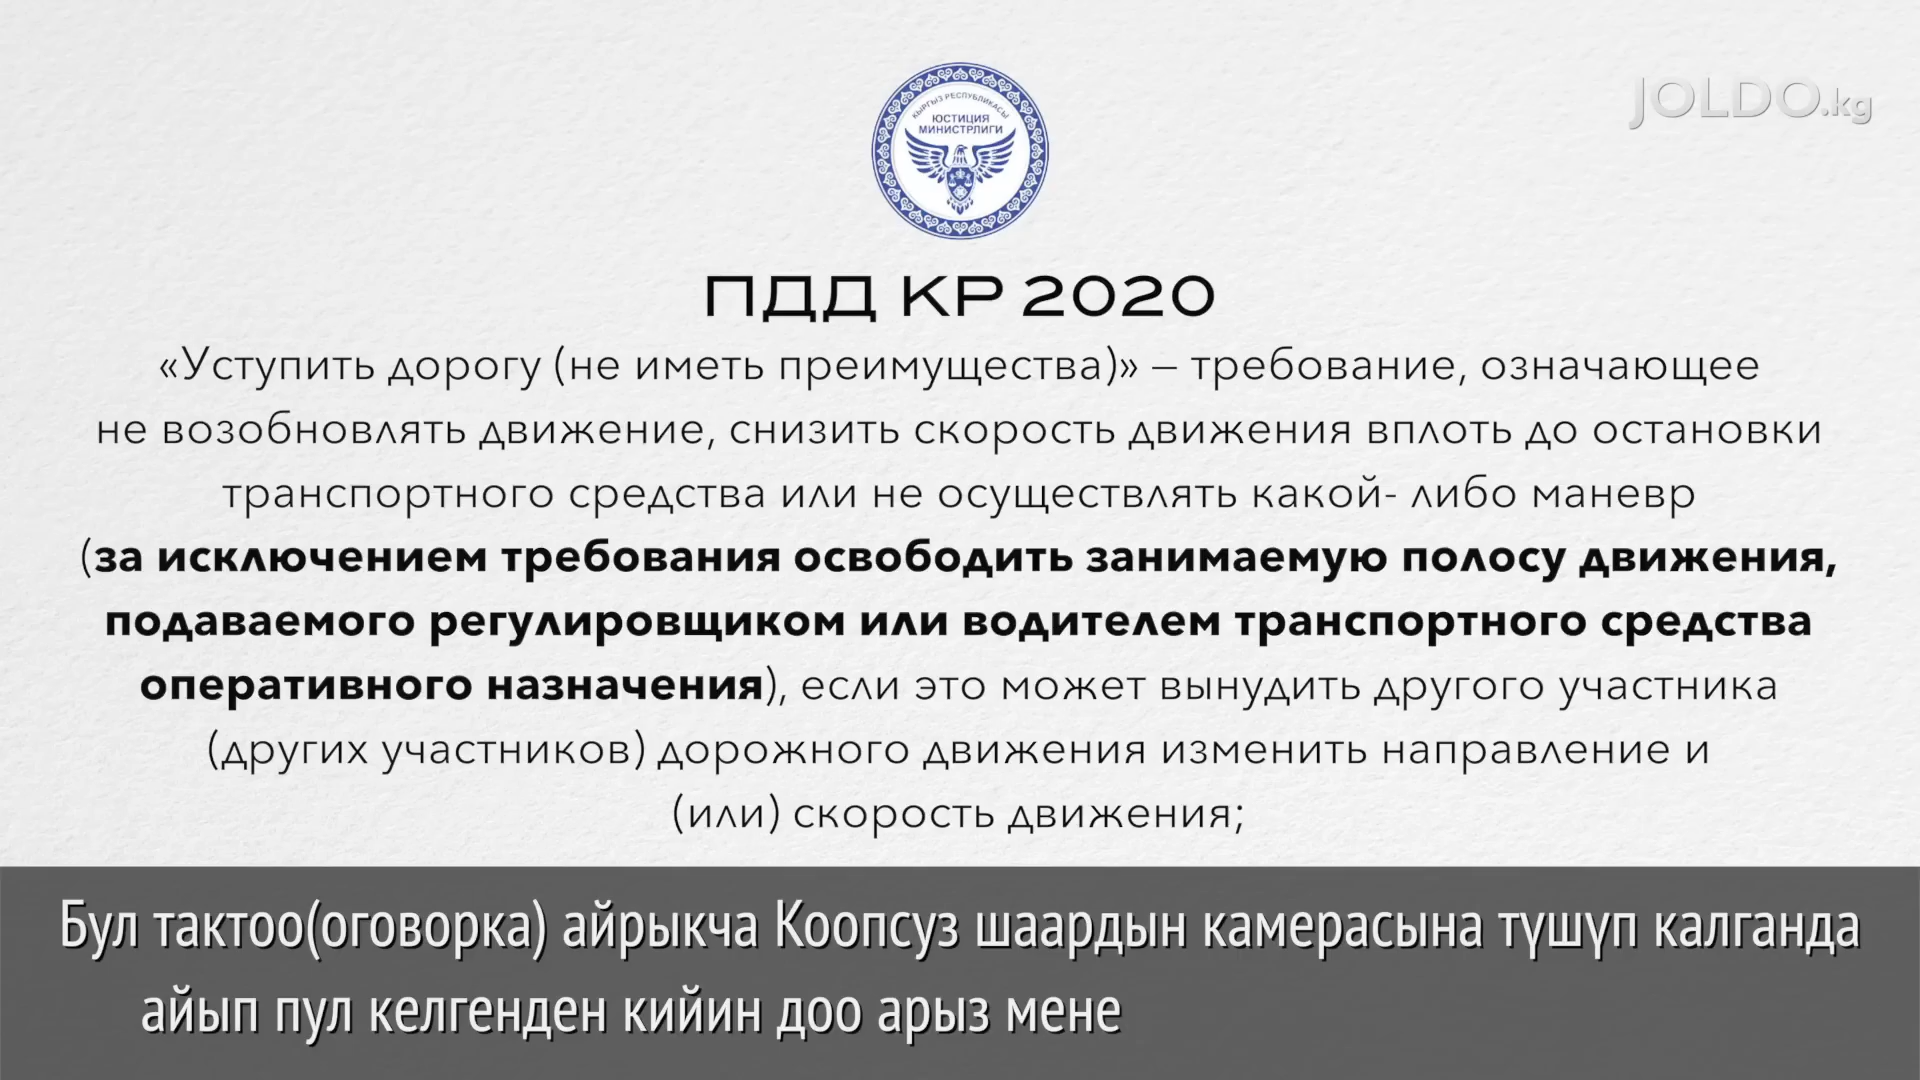 JOLDO.kg
КЫРГЫЗ РЕСПУБЛИКАСЫ
ЮСТИЦИЯ
МИНИСТРЛИГИ
ПДД КР 2020
«Уступить дорогу (не иметь преимущества)» – требование, означающее
не возобновлять движение, снизить скорость движения вплоть до остановки
транспортного средства или не осуществлять какой- либо маневр
(за исключением требования освободить занимаемую полосу движения,
подаваемого регулировщиком или водителем транспортного средства
оперативного назначения), если это может вынудить другого участника
(других участников) дорожного движения изменить направление и
(или) скорость движения;
Бул тактоо(оговорка) айрыкча Коопсуз шаардын камерасына түшүп калганда
айып пул келгенден кийин доо арыз мене